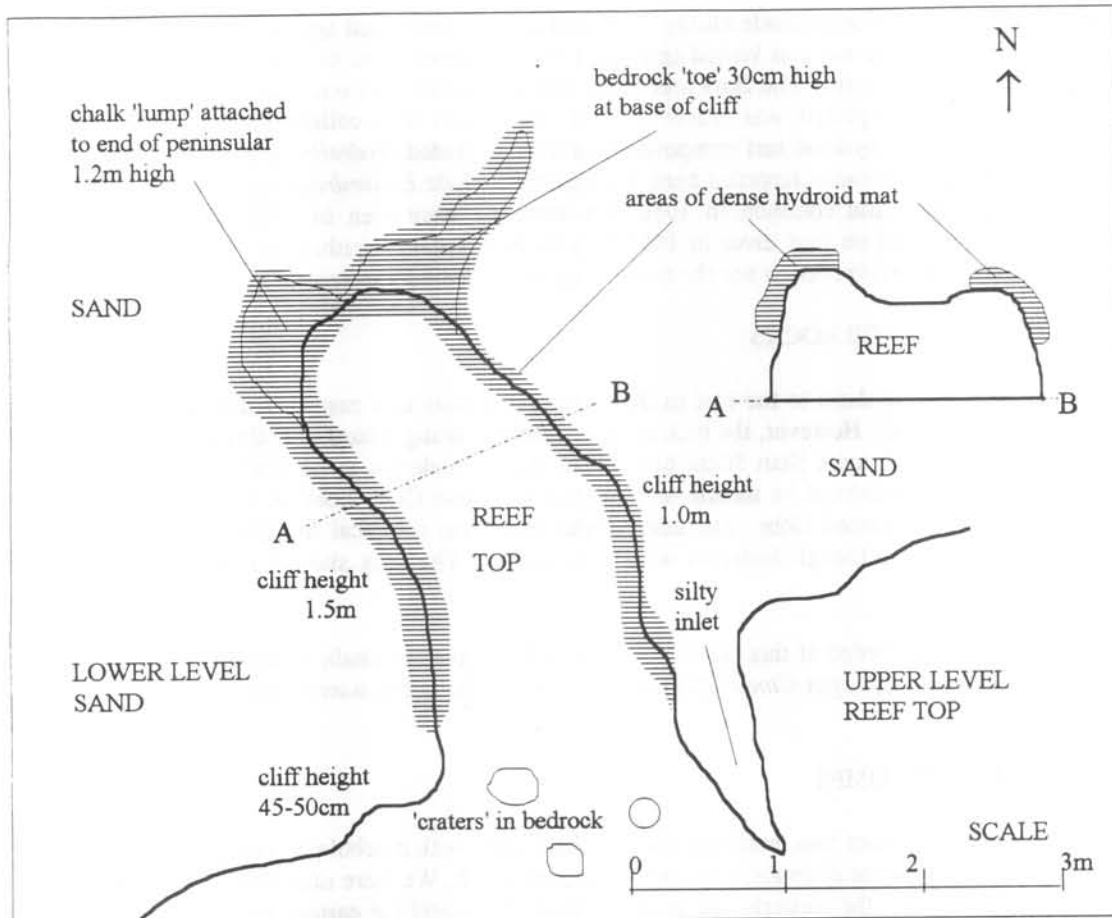 N
bedrock 'toe' 30cm high
at base of cliff
chalk 'lump' attached
to end of peninsular
1.2m high
areas of dense hydroid mat
SAND
REEF
A
B
B
SAND
cliff height
1.0m
REEF
TOP
A
cliff height
1.5m
silty
inlet
LOWER LEVEL
SAND
UPPER LEVEL
REEF TOP
cliff height
45-50cm
'craters' in bedrock
SCALE
0 1 2 3m